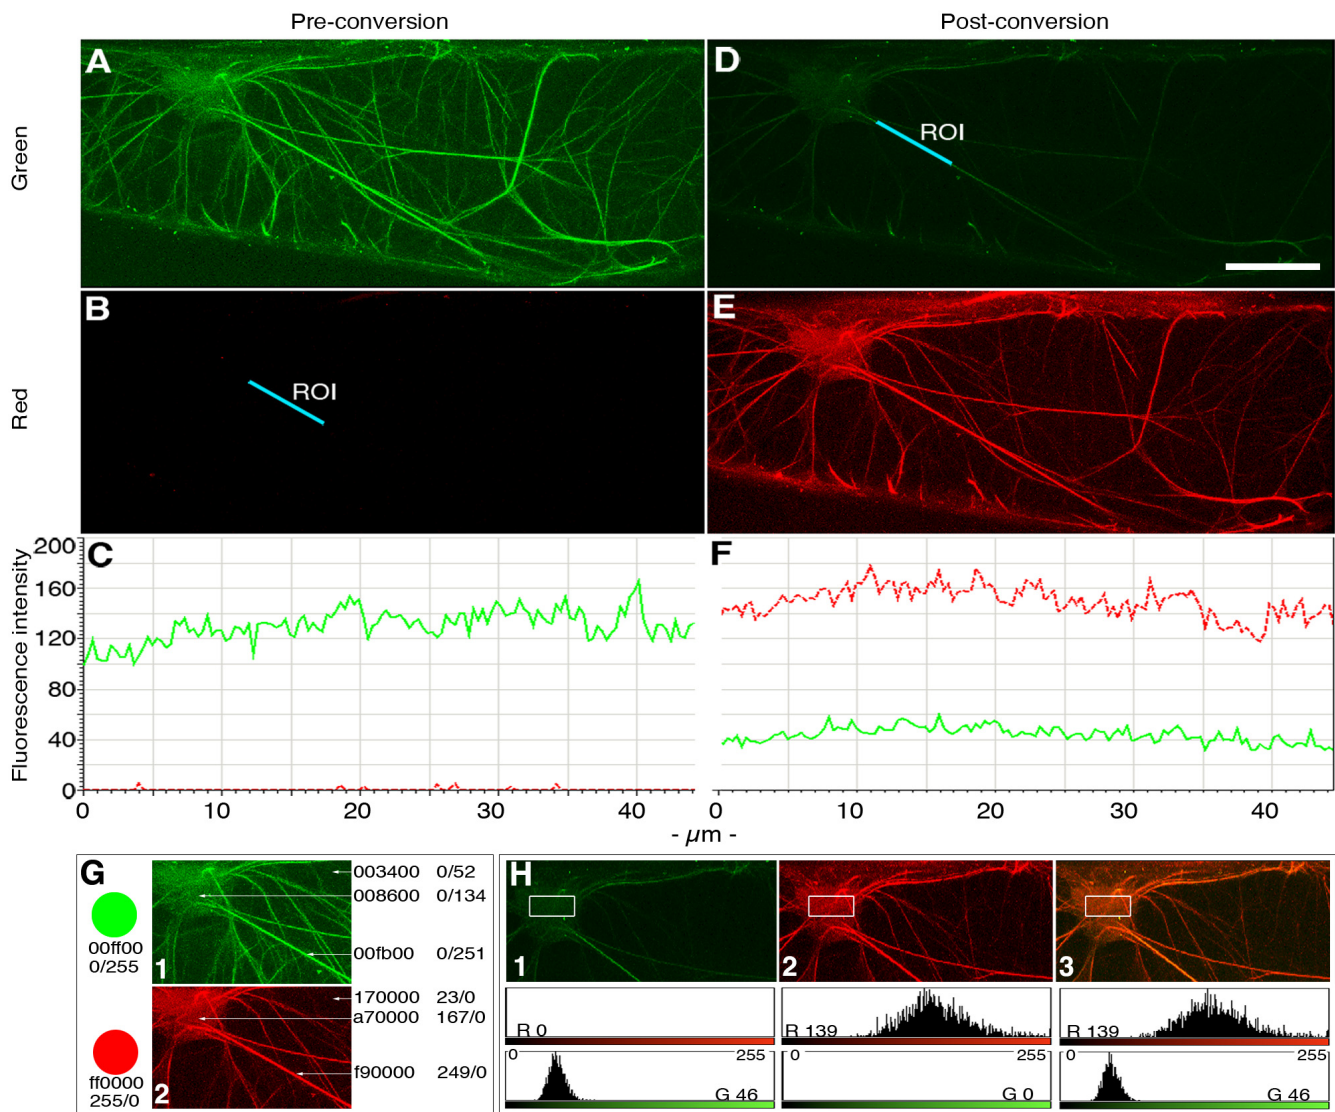 Pre-conversion
Post-conversion
Green
A
D
ROI
Red
B
ROI
E
Fluorescence intensity
C
200
160
120
80
40
0
0 10 20 30 40
F
0 10 20 30 40
- µm -
G
00ff00
0/255
1
003400 0/52
008600 0/134
00fb00 0/251
ff0000
255/0
2
170000 23/0
a70000 167/0
f90000 249/0
H
1
2
3
R 0
R 139
R 139
0 255
0 255
0 255
G 46
G 0
G 46